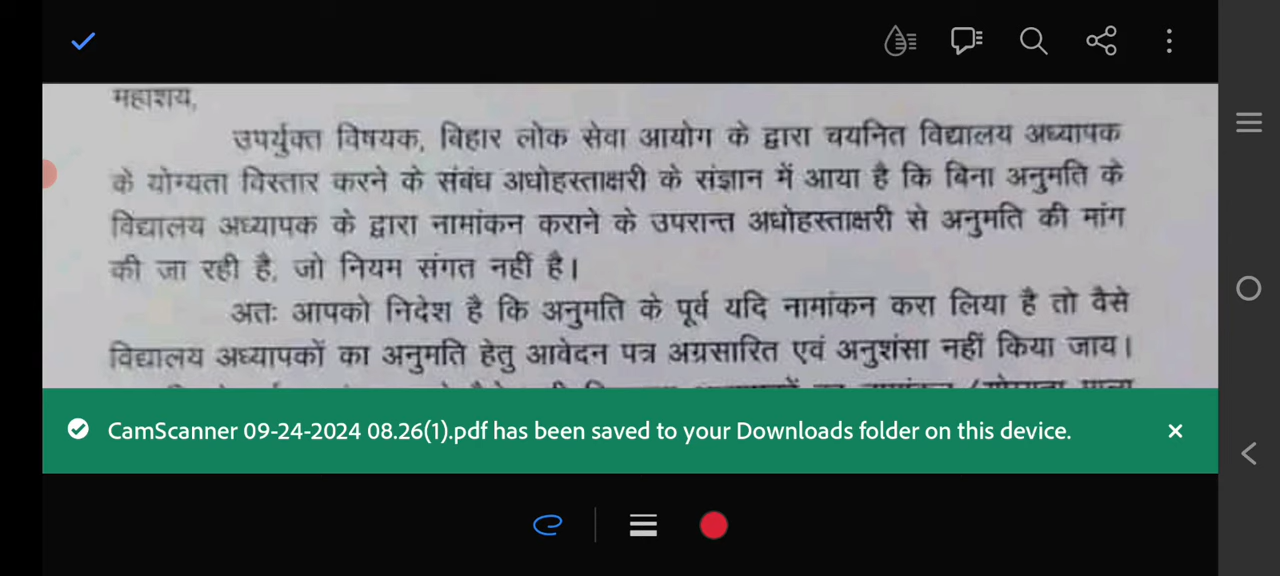 महाशय,
उपर्युक्त विषयक, बिहार लोक सेवा आयोग के द्वारा चयनित विद्यालय अध्यापक
के योग्यता विस्तार करने के संबंध अधोहस्ताक्षरी के संज्ञान में आया है कि बिना अनुमति के
विद्यालय अध्यापक के द्वारा नामांकन कराने के उपरान्त अधोहस्ताक्षरी से अनुमति की मांग
की जा रही है, जो नियम संगत नहीं है।
अतः आपको निदेश है कि अनुमति के पूर्व यदि नामांकन करा लिया है तो वैसे
विद्यालय अध्यापकों का अनुमति हेतु आवेदन पत्र अग्रसारित एवं अनुशंसा नहीं किया जाय।
CamScanner 09-24-2024 08.26(1).pdf has been saved to your Downloads folder on this device.